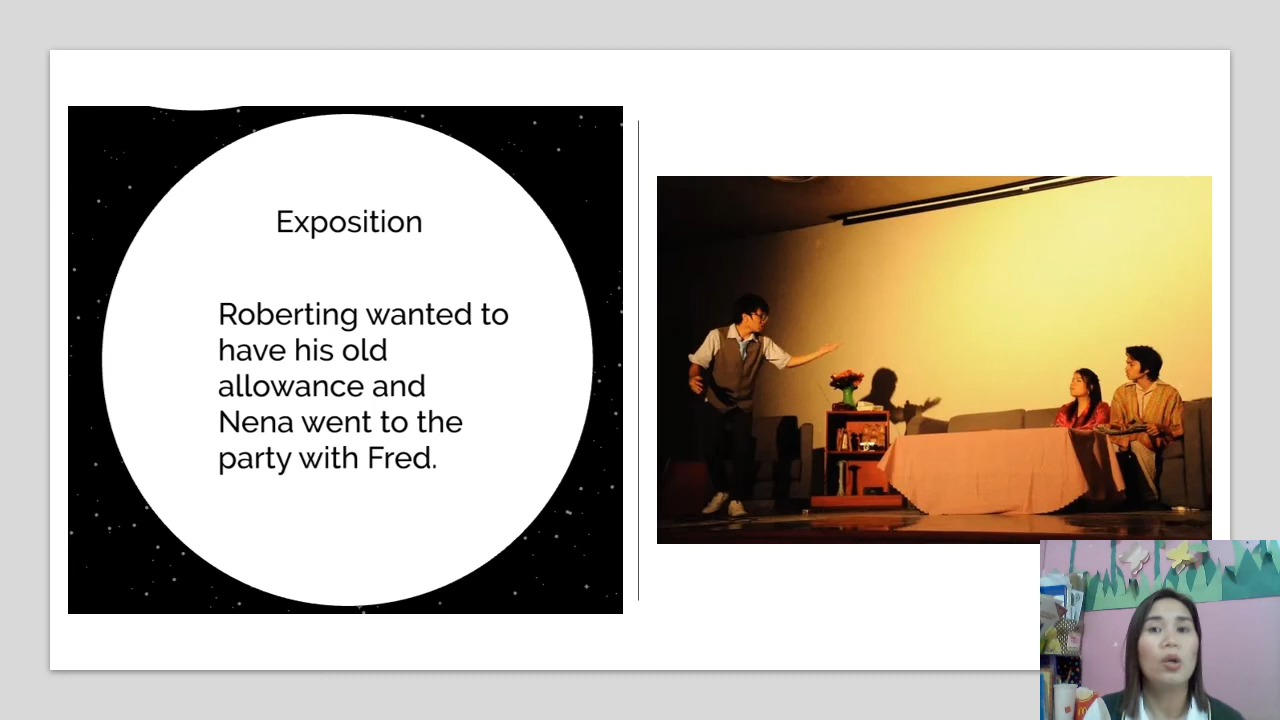 Exposition
Roberting wanted to
have his old
allowance and
Nena went to the
party with Fred.